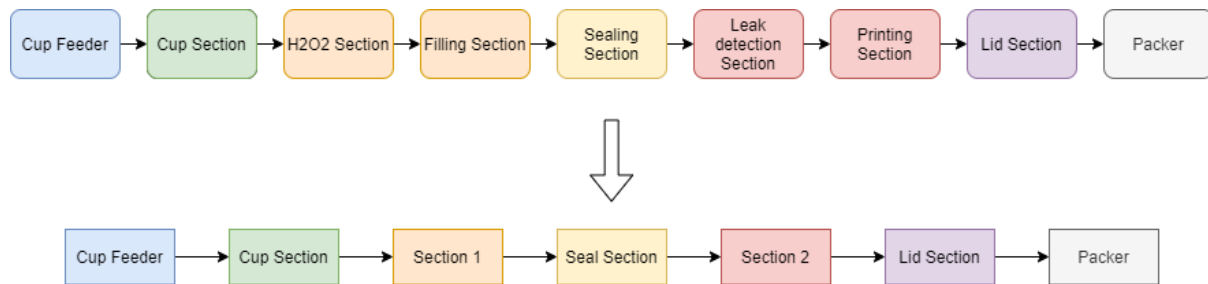 Cup Feeder
Cup Section
H2O2 Section
Filling Section
Sealing
Section
Leak
detection
Section
Printing
Section
Lid Section
Packer
Cup Feeder
Cup Section
Section 1
Seal Section
Section 2
Lid Section
Packer